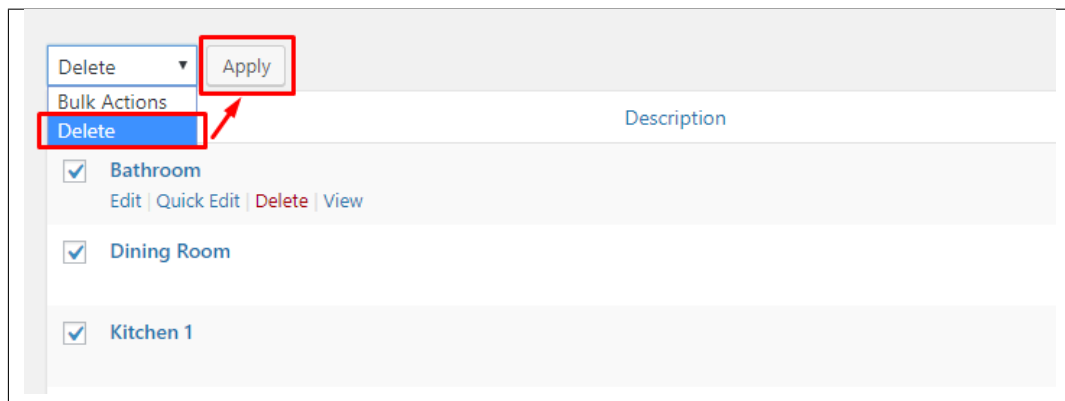 Delete Apply
Bulk Actions
Delete
Description
Bathroom
Edit | Quick Edit | Delete | View
Dining Room
Kitchen 1